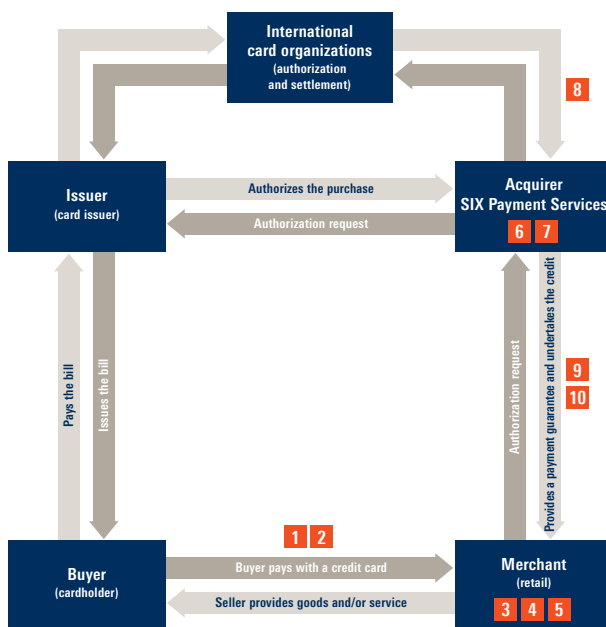 International
card organizations
(authorization
and settlement)
8
Issuer
(card issuer)
Authorizes the purchase
Authorization request
Acquirer
SIX Payment Services
6 7
Pays the bill
Issues the bill
Authorization request
Provides a payment guarantee and undertakes the credit
9
10
1 2
Buyer
(cardholder)
Buyer pays with a credit card
Seller provides goods and/or service
Merchant
(retail)
3 4 5